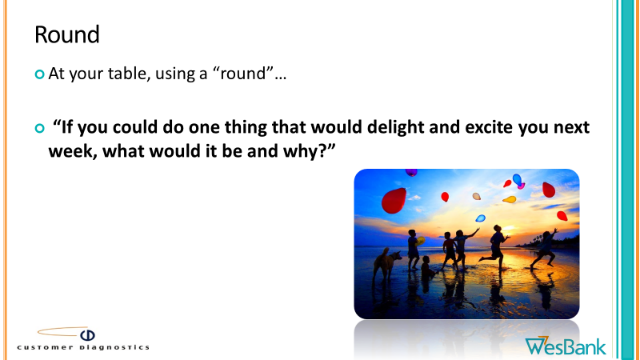 Round
At your table, using a “round”…
“If you could do one thing that would delight and excite you next
week, what would it be and why?”
CD
customer Diagnostics
WesBank